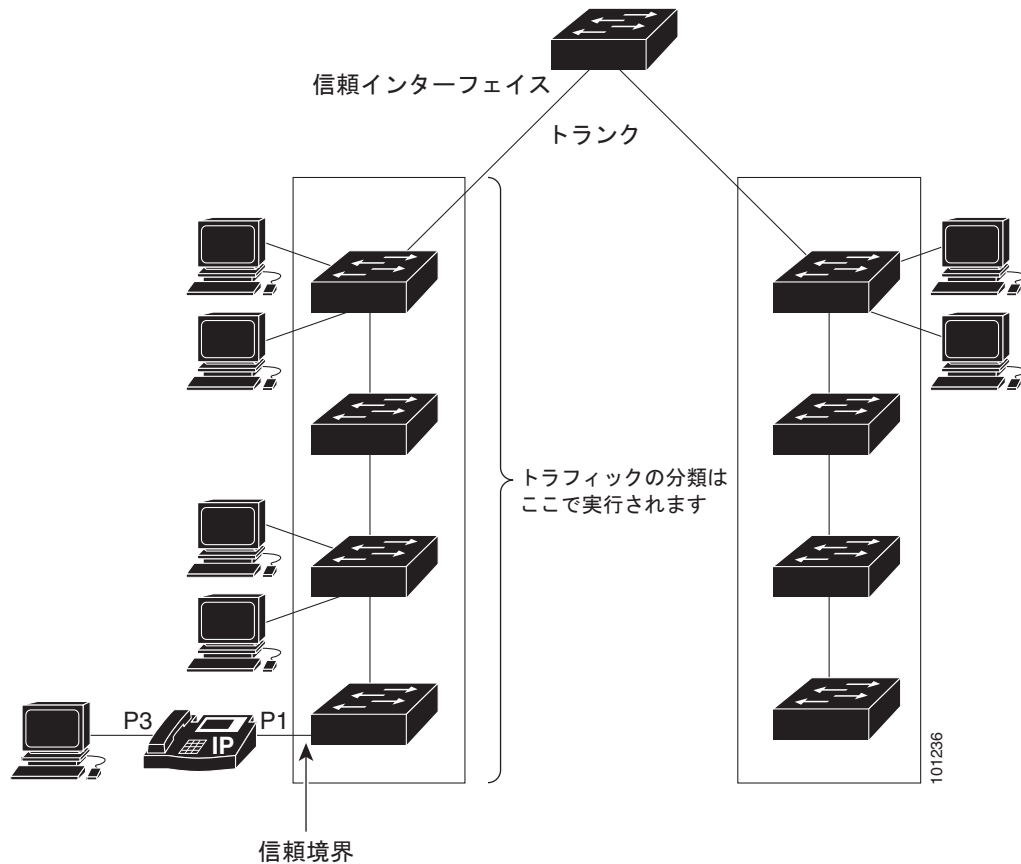 信頼インターフェイス
トランク
トラフィックの分類は
ここで実行されます
P3
IP
P1
信頼境界
101236